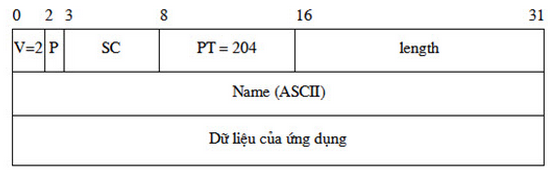 0 2 3 8 16 31
V=2 P SC PT = 204 length
Name (ASCII)
Dữ liệu của ứng dụng